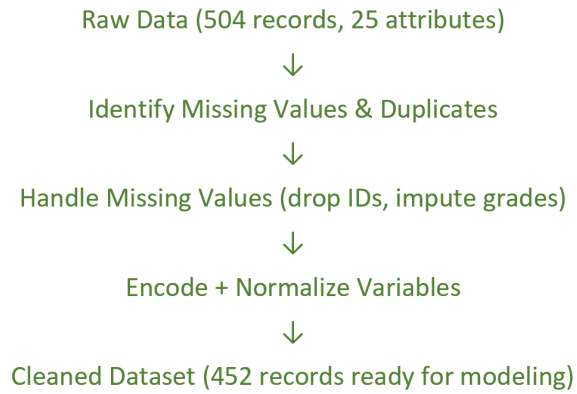 Raw Data (504 records, 25 attributes)
↓
Identify Missing Values & Duplicates
↓
Handle Missing Values (drop IDs, impute grades)
↓
Encode + Normalize Variables
↓
Cleaned Dataset (452 records ready for modeling)